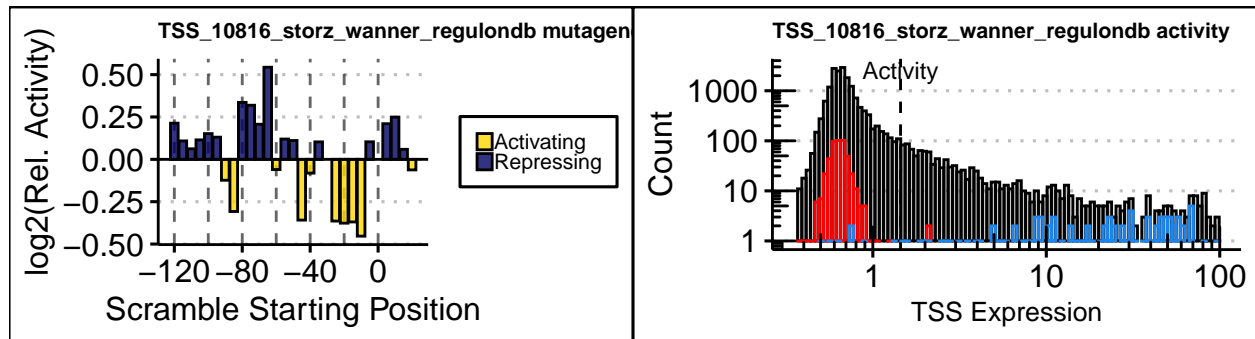 TSS_10816_storz_wanner_regulondb mutagen
log2(Rel. Activity)
0.50
0.25
0.00
−0.25
−0.50
−120
−80
−40
0
Scramble Starting Position
Activating
Repressing
TSS_10816_storz_wanner_regulondb activity
Activity
Count
1000
100
10
1
1
10
100
TSS Expression